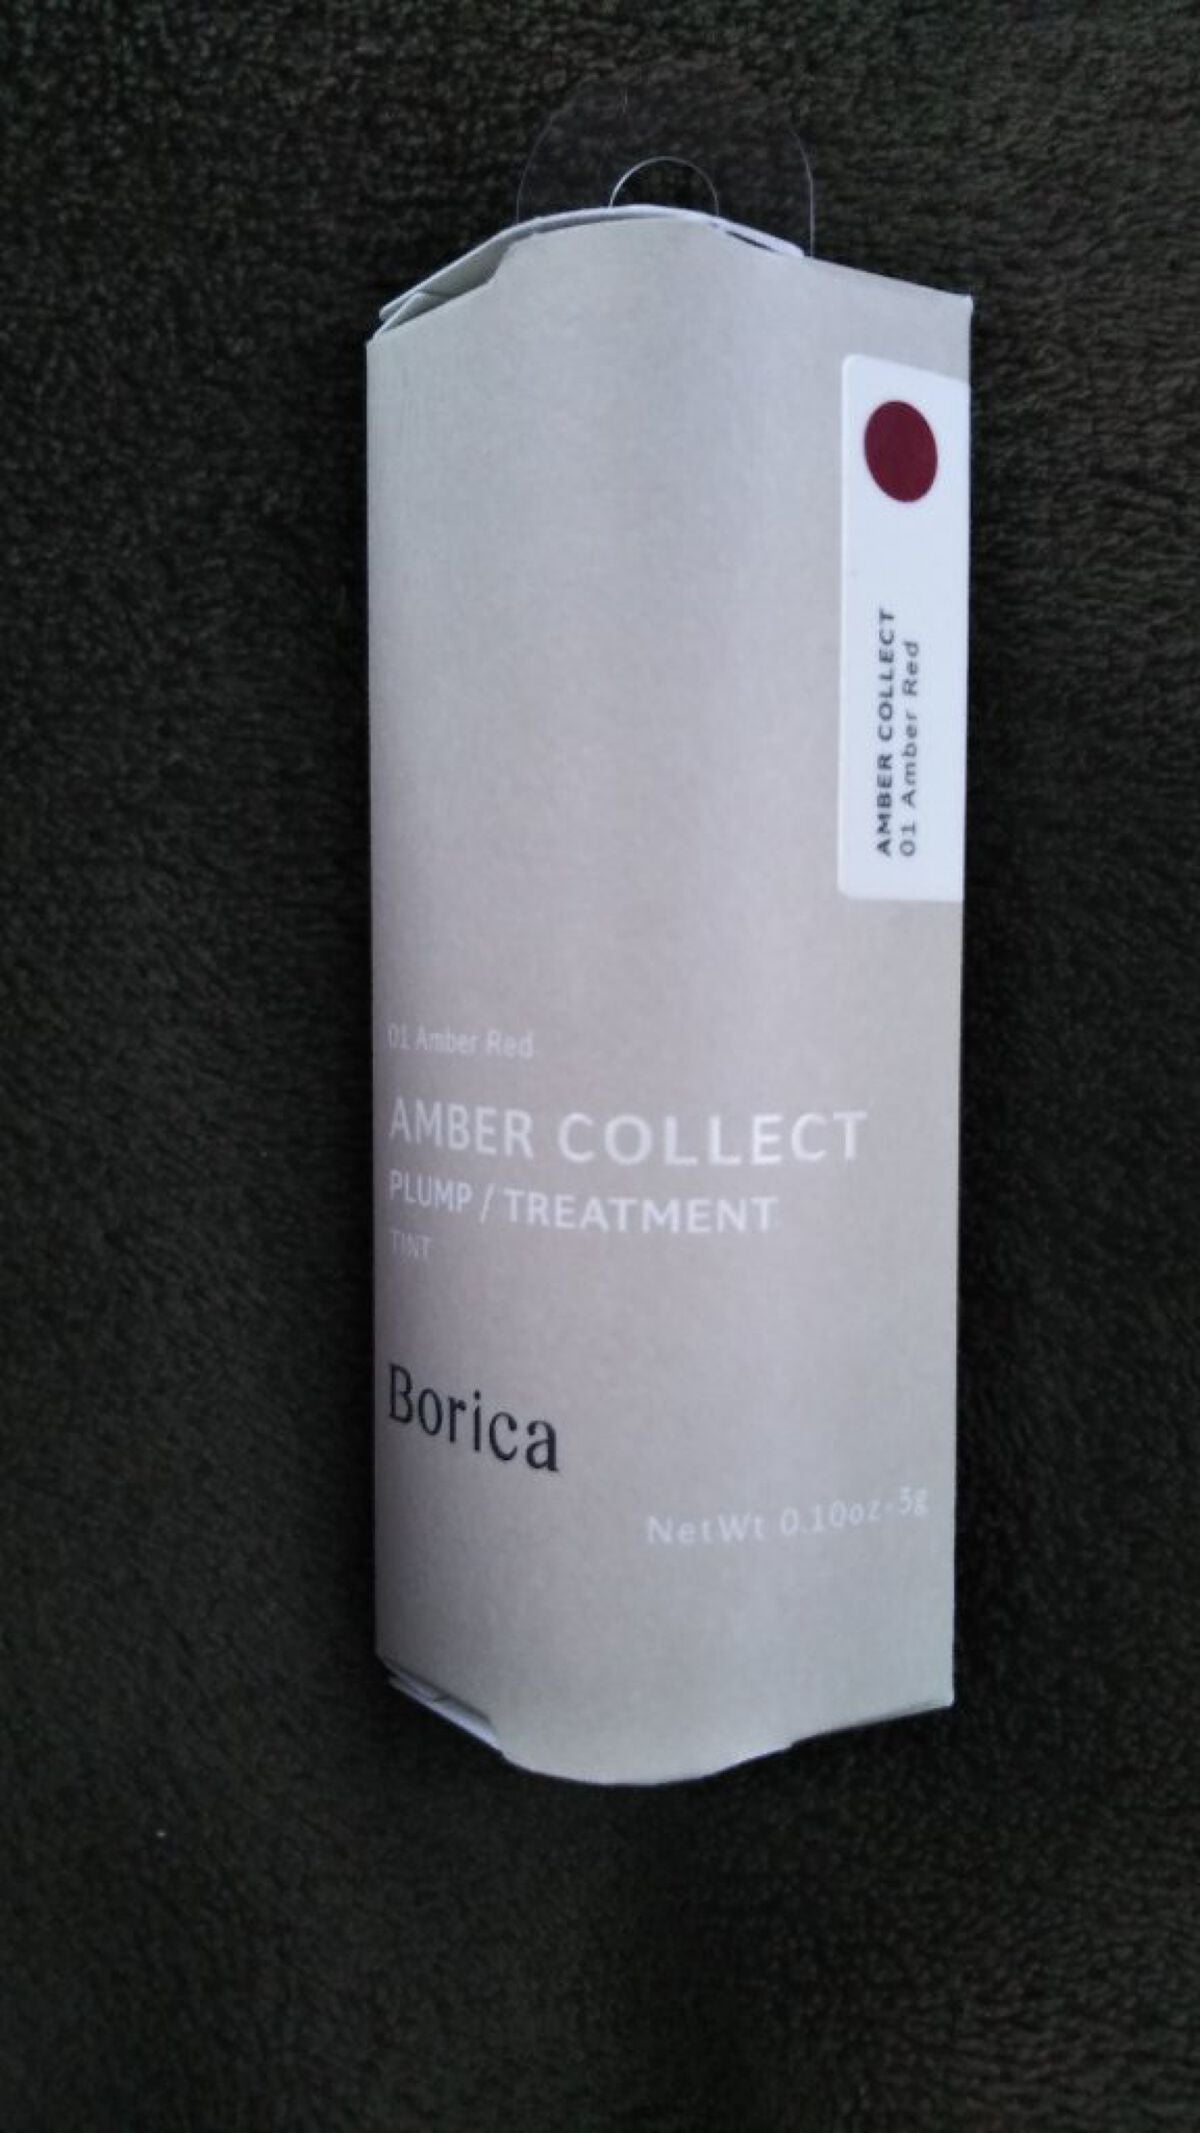 AMBER COLLECT
01 Amber Red
01 Amber Red
AMBER COLLECT
PLUMP / TREATMENT
TINT
Borica
NetWt 0.10oz-3g